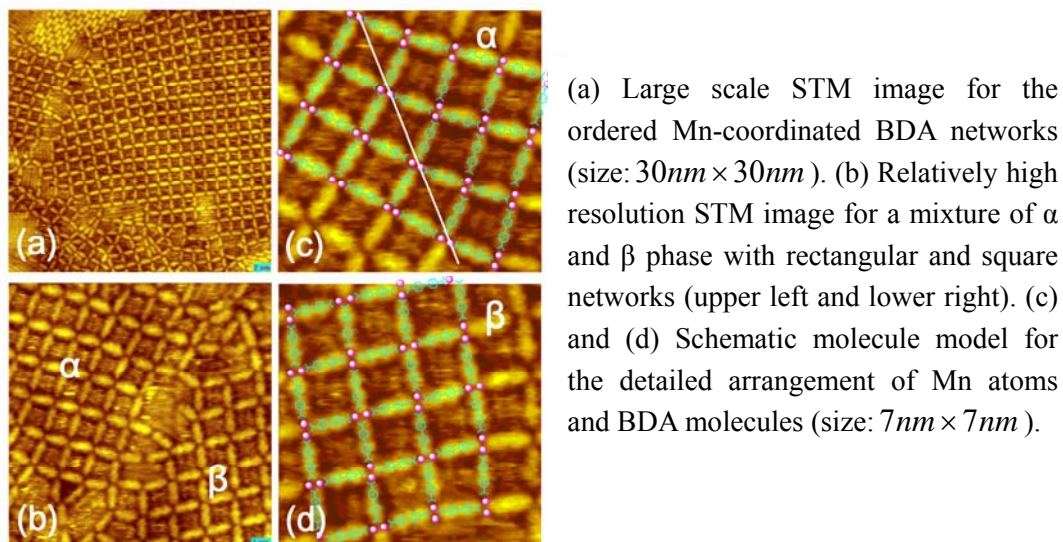 α
(a)
(c)
α
β
(b)
β
(d)
(a) Large scale STM image for the
ordered Mn-coordinated BDA networks
(size: 30nm × 30nm ). (b) Relatively high
resolution STM image for a mixture of α
and β phase with rectangular and square
networks (upper left and lower right). (c)
and (d) Schematic molecule model for
the detailed arrangement of Mn atoms
and BDA molecules (size: 7nm × 7nm ).